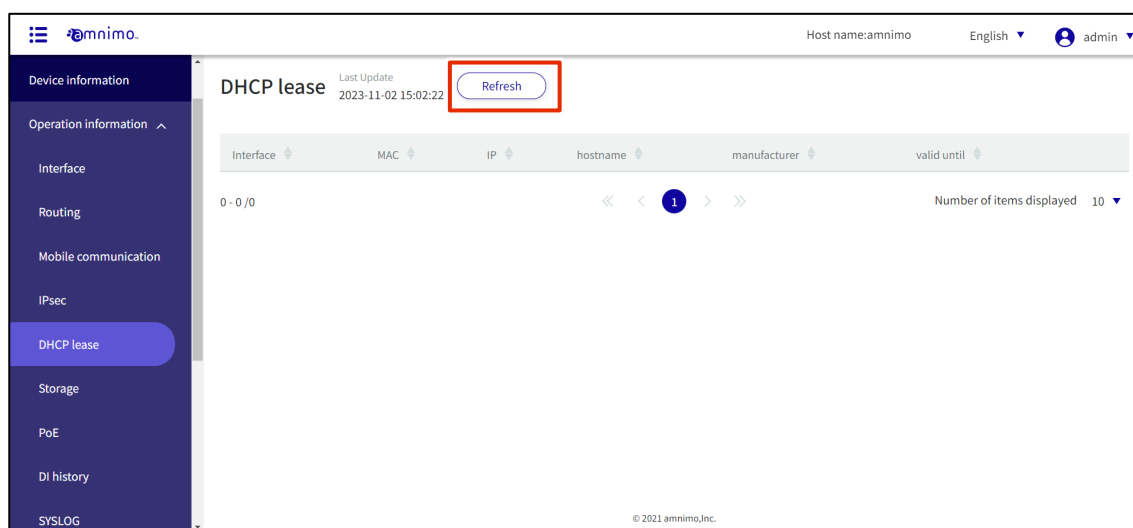 amnimo
Host name:amnimo
English
admin
Device information
Operation information
Interface
Routing
Mobile communication
IPsec
DHCP lease
Storage
PoE
DI history
SYSLOG
DHCP lease
Last Update
2023-11-02 15:02:22
Refresh
Interface MAC IP hostname manufacturer valid until
0 - 0 /0
1
Number of items displayed 10
© 2021 amnimo,Inc.